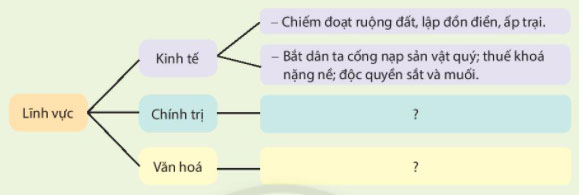 – Chiếm đoạt ruộng đất, lập đồn điền, ấp trại.
Kinh tế
– Bắt dân ta cống nạp sản vật quý; thuế khoá
nặng nề; độc quyền sắt và muối.
Lĩnh vực
Chính trị
?
Văn hoá
?